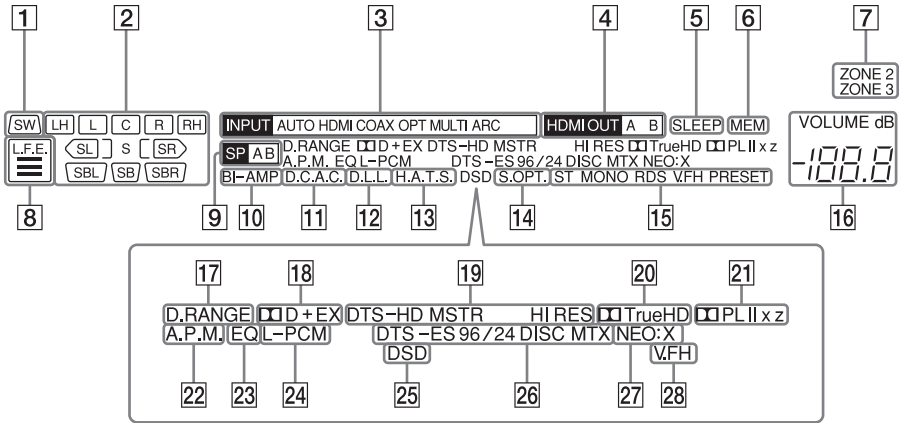 1 2 3 4 5 6 7
ZONE 2
ZONE 3
SW LH L C R RH INPUT AUTO HDMI COAX OPT MULTI ARC HDMI OUT A B SLEEP MEM VOLUME dB
L.F.E. SL S SR SP A B D.RANGE DD D+EX DTS-HD MSTR HI RES DD TrueHD DD PLII x z
SBL SB SBR A.P.M. EQ L-PCM DTS-ES 96/24 DISC MTX NEO:X
-188.8
BI-AMP D.C.A.C. D.L.L. H.A.T.S. DSD S.OPT. ST MONO RDS V.FH PRESET
8 9 10 11 12 13 14 15 16
17 18 19 20 21
D.RANGE DD D+EX DTS-HD MSTR HI RES DD TrueHD DD PLII x z
A.P.M. EQ L-PCM DTS-ES 96/24 DISC MTX NEO:X
DSD V.FH
22 23 24 25 26 27 28